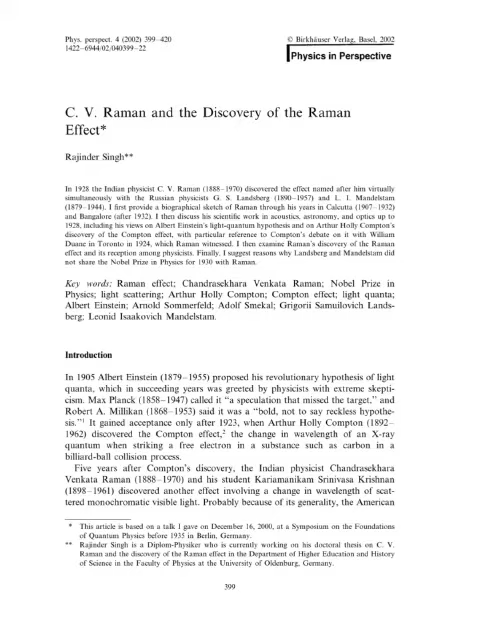 Phys. perspect. 4 (2002) 399–420
1422–6944/02/040399–22
© Birkhäuser Verlag, Basel, 2002
Physics in Perspective
C. V. Raman and the Discovery of the Raman
Effect*
Rajinder Singh**
In 1928 the Indian physicist C. V. Raman (1888–1970) discovered the effect named after him virtually
simultaneously with the Russian physicists G. S. Landsberg (1890–1957) and L. I. Mandelstam
(1879–1944). I first provide a biographical sketch of Raman through his years in Calcutta (1907–1932)
and Bangalore (after 1932). I then discuss his scientific work in acoustics, astronomy, and optics up to
1928, including his views on Albert Einstein's light-quantum hypothesis and on Arthur Holly Compton's
discovery of the Compton effect, with particular reference to Compton's debate on it with William
Duane in Toronto in 1924, which Raman witnessed. I then examine Raman's discovery of the Raman
effect and its reception among physicists. Finally, I suggest reasons why Landsberg and Mandelstam did
not share the Nobel Prize in Physics for 1930 with Raman.
Key words: Raman effect; Chandrasekhara Venkata Raman; Nobel Prize in
Physics; light scattering; Arthur Holly Compton; Compton effect; light quanta;
Albert Einstein; Arnold Sommerfeld; Adolf Smekal; Grigorii Samuilovich Lands-
berg; Leonid Isaakovich Mandelstam.
Introduction
In 1905 Albert Einstein (1879–1955) proposed his revolutionary hypothesis of light
quanta, which in succeeding years was greeted by physicists with extreme skepti-
cism. Max Planck (1858–1947) called it "a speculation that missed the target," and
Robert A. Millikan (1868–1953) said it was a "bold, not to say reckless hypothe-
sis."1 It gained acceptance only after 1923, when Arthur Holly Compton (1892–
1962) discovered the Compton effect,2 the change in wavelength of an X-ray
quantum when striking a free electron in a substance such as carbon in a
billiard-ball collision process.
Five years after Compton's discovery, the Indian physicist Chandrasekhara
Venkata Raman (1888–1970) and his student Kariamanikam Srinivasa Krishnan
(1898–1961) discovered another effect involving a change in wavelength of scat-
tered monochromatic visible light. Probably because of its generality, the American
* This article is based on a talk I gave on December 16, 2000, at a Symposium on the Foundations
of Quantum Physics before 1935 in Berlin, Germany.
** Rajinder Singh is a Diplom-Physiker who is currently working on his doctoral thesis on C. V.
Raman and the discovery of the Raman effect in the Department of Higher Education and History
of Science in the Faculty of Physics at the University of Oldenburg, Germany.
399